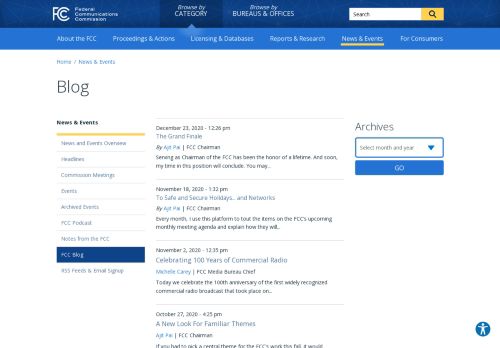 Federal
Communications
Commission
FCC
Browse by
CATEGORY
Browse by
BUREAUS & OFFICES
Search
About the FCC
Proceedings & Actions
Licensing & Databases
Reports & Research
News & Events
For Consumers
Home / News & Events
Blog
News & Events
News and Events Overview
Headlines
Commission Meetings
Events
Archived Events
FCC Podcast
Notes from the FCC
FCC Blog
RSS Feeds & Email Signup
December 23, 2020 - 12:26 pm
The Grand Finale
By Ajit Pai | FCC Chairman
Serving as Chairman of the FCC has been the honor of a lifetime. And soon,
my time in this position will conclude. You may...
November 18, 2020 - 1:32 pm
To Safe and Secure Holidays... and Networks
By Ajit Pai | FCC Chairman
Every month, I use this platform to tout the items on the FCC's upcoming
monthly meeting agenda and explain how they will...
November 2, 2020 - 12:35 pm
Celebrating 100 Years of Commercial Radio
Michelle Carey | FCC Media Bureau Chief
Today we celebrate the 100th anniversary of the first widely recognized
commercial radio broadcast that took place on...
October 27, 2020 - 4:25 pm
A New Look For Familiar Themes
Ajit Pai | FCC Chairman
If you had to pick a central theme for the FCC's work this fall, it would
Archives
Select month and year
GO